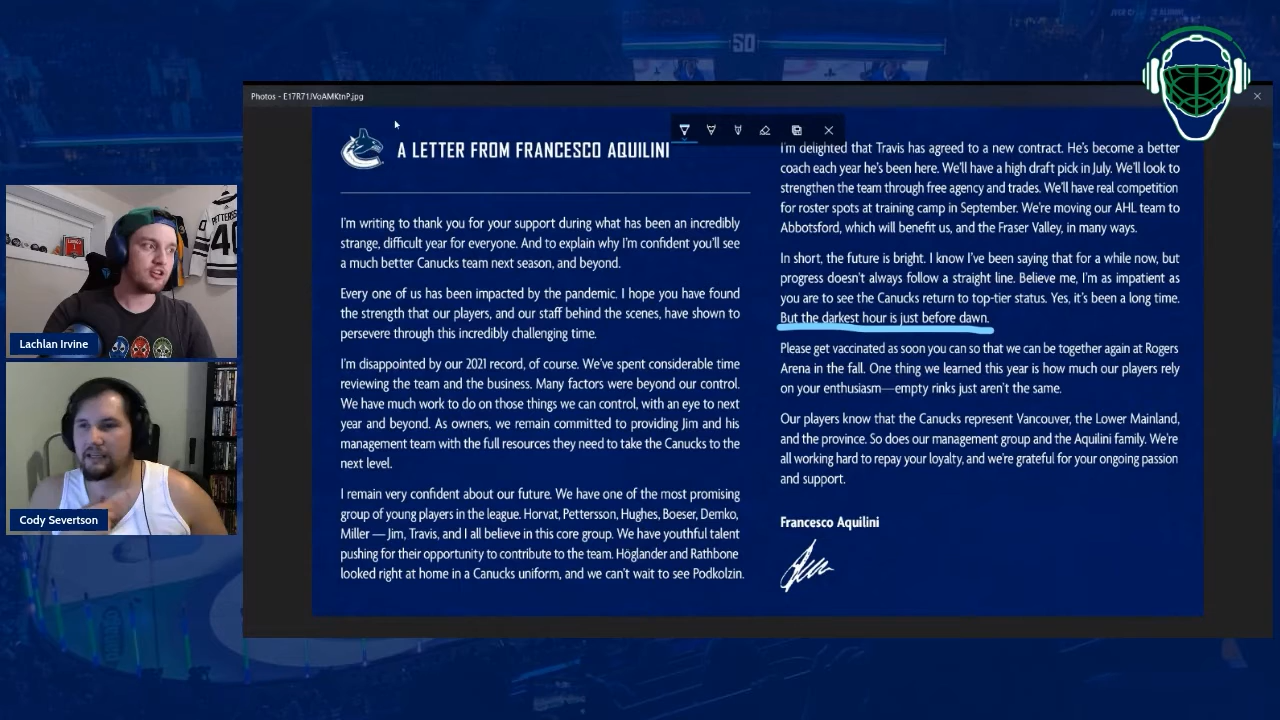 50
Photos - E17R71JVoAMKtnP.jpg
A LETTER FROM FRANCESCO AQUILINI
I'm writing to thank you for your support during what has been an incredibly
strange, difficult year for everyone. And to explain why I'm confident you'll see
a much better Canucks team next season, and beyond.
Every one of us has been impacted by the pandemic. I hope you have found
the strength that our players, and our staff behind the scenes, have shown to
persevere through this incredibly challenging time.
I'm disappointed by our 2021 record, of course. We've spent considerable time
reviewing the team and the business. Many factors were beyond our control.
We have much work to do on those things we can control, with an eye to next
year and beyond. As owners, we remain committed to providing Jim and his
management team with the full resources they need to take the Canucks to the
next level.
I remain very confident about our future. We have one of the most promising
group of young players in the league. Horvat, Pettersson, Hughes, Boeser, Demko,
Miller — Jim, Travis, and I all believe in this core group. We have youthful talent
pushing for their opportunity to contribute to the team. Höglander and Rathbone
looked right at home in a Canucks uniform, and we can't wait to see Podkolzin.
I'm delighted that Travis has agreed to a new contract. He's become a better
coach each year he's been here. We'll have a high draft pick in July. We'll look to
strengthen the team through free agency and trades. We'll have real competition
for roster spots at training camp in September. We're moving our AHL team to
Abbotsford, which will benefit us, and the Fraser Valley, in many ways.
In short, the future is bright. I know I've been saying that for a while now, but
progress doesn't always follow a straight line. Believe me, I'm as impatient as
you are to see the Canucks return to top-tier status. Yes, it's been a long time.
But the darkest hour is just before dawn.
Please get vaccinated as soon you can so that we can be together again at Rogers
Arena in the fall. One thing we learned this year is how much our players rely
on your enthusiasm—empty rinks just aren't the same.
Our players know that the Canucks represent Vancouver, the Lower Mainland,
and the province. So does our management group and the Aquilini family. We're
all working hard to repay your loyalty, and we're grateful for your ongoing passion
and support.
Francesco Aquilini
PETTERS
40
Lachlan Irvine
Cody Severtson